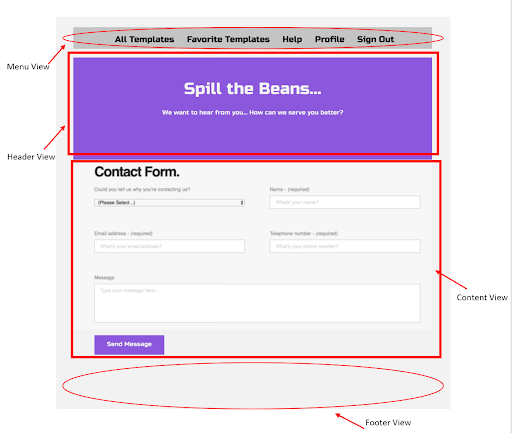 All Templates Favorite Templates Help Profile Sign Out
Menu View
Spill the Beans...
We want to hear from you... How can we serve you better?
Header View
Contact Form.
Could you tell us why you're contacting us? Name - (required)
(Please Select...) Whats' your name?
Email address - (required) Telephone number - (required)
What's your email address? What's your phone number?
Message
Type your message here...
Content View
Send Message
Footer View